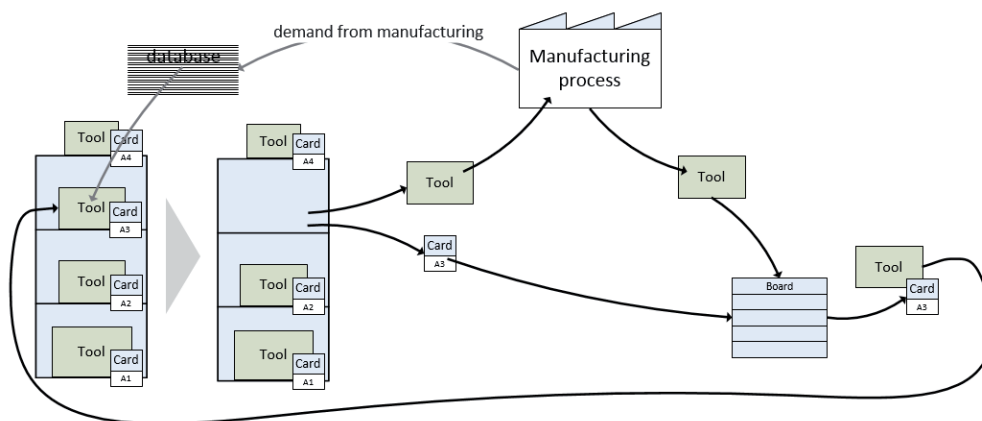 demand from manufacturing
database
Manufacturing
process
Tool
Card
A4
Tool
Card
A3
Tool
Card
A2
Tool
Card
A1
Tool
Card
A4
Tool
Card
A2
Tool
Card
A1
Tool
Card
A3
Tool
Board
Tool
Card
A3